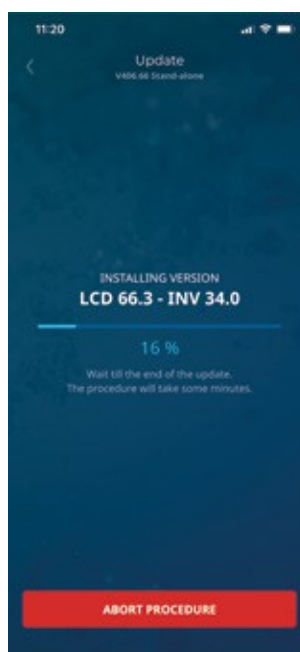 11:20
Update
V406.66 Stand-alone
INSTALLING VERSION
LCD 66.3 - INV 34.0
16 %
Wait till the end of the update.
The procedure will take some minutes.
ABORT PROCEDURE